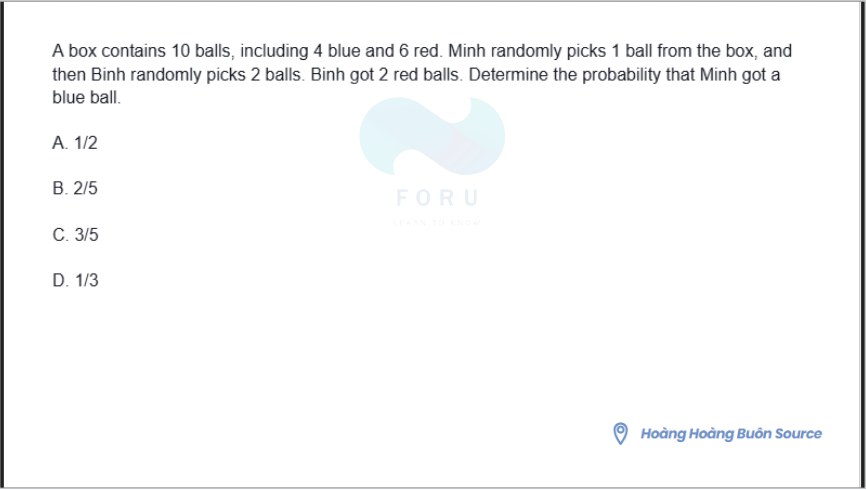 A box contains 10 balls, including 4 blue and 6 red. Minh randomly picks 1 ball from the box, and
then Binh randomly picks 2 balls. Binh got 2 red balls. Determine the probability that Minh got a
blue ball.
A. 1/2
B. 2/5
C. 3/5
D. 1/3
FORU
Hoàng Hoàng Buôn Source